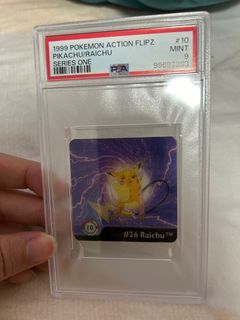 1999 POKEMON ACTION FLIPZ #10
PIKACHU/RAICHU MINT
SERIES ONE 9
PSA
#26 Raichu™
10